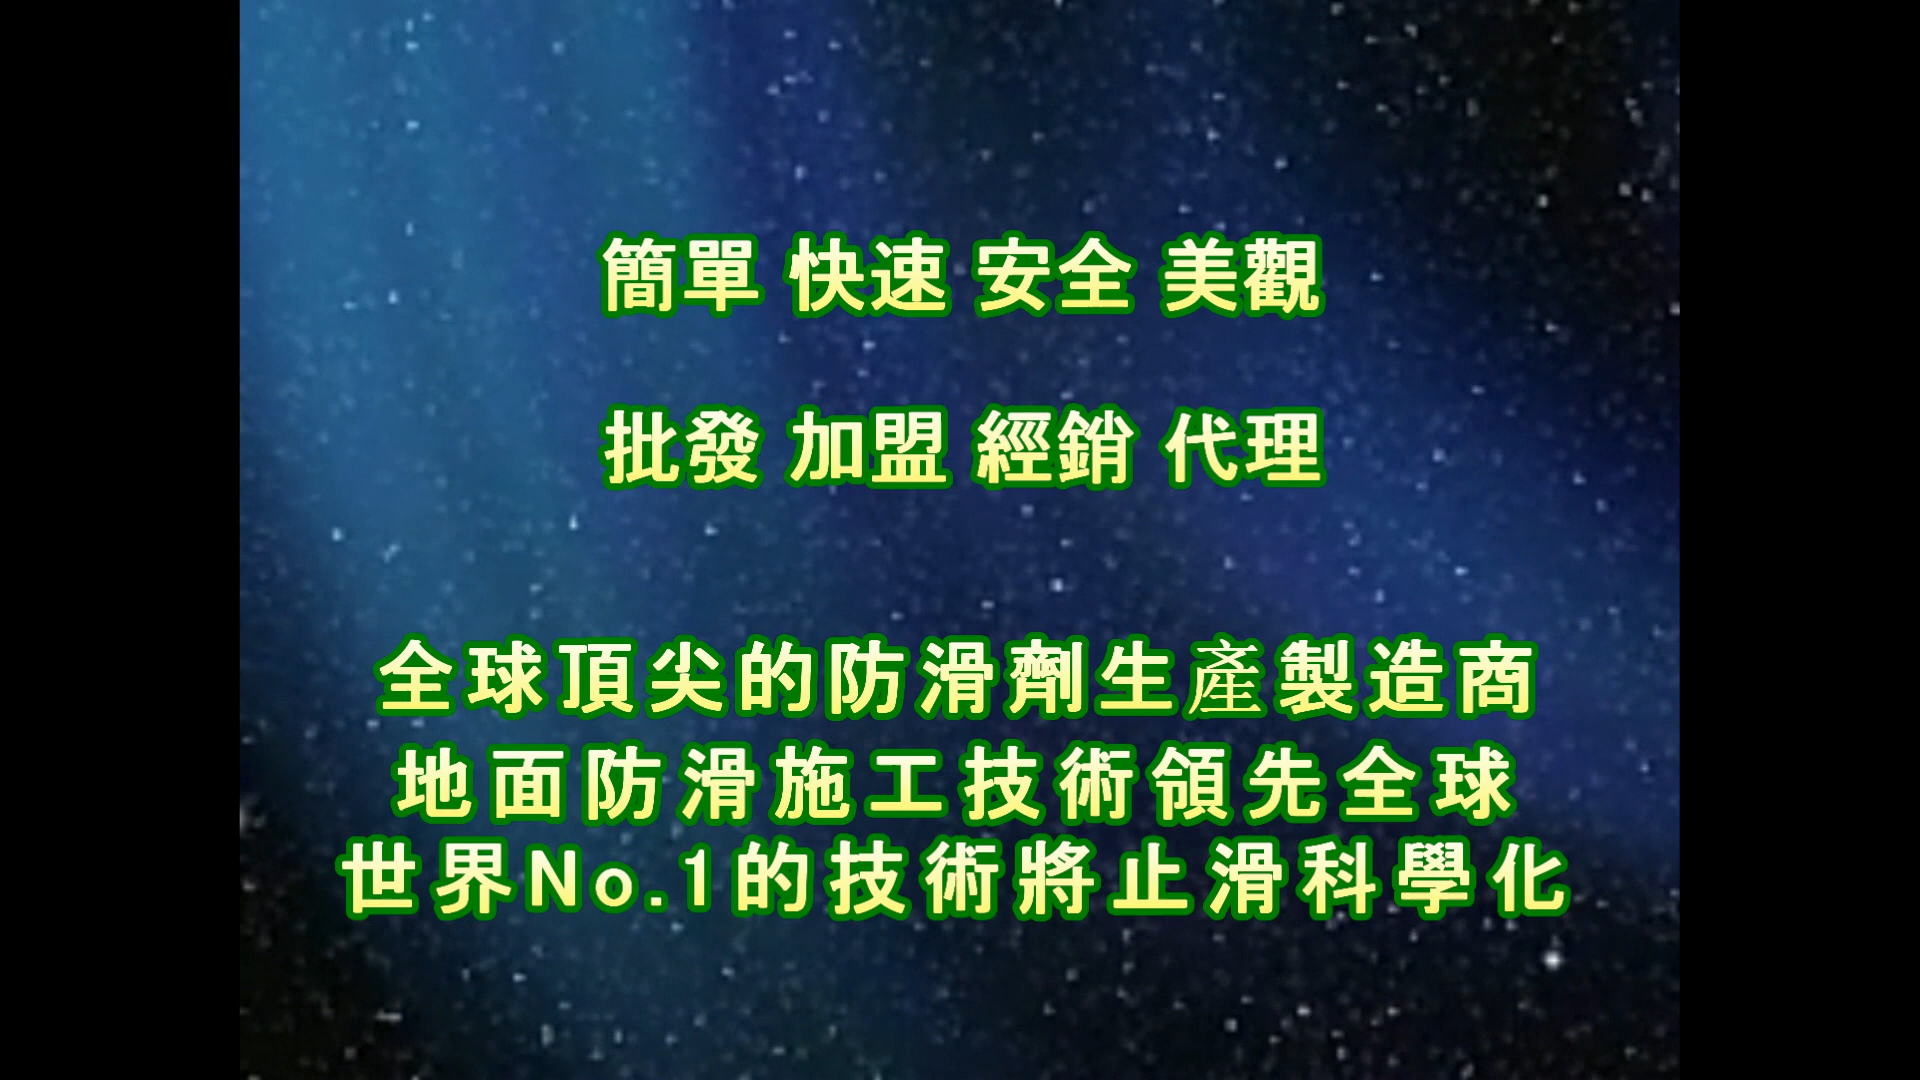 簡單 快速 安全 美觀
批發 加盟 經銷 代理
全球頂尖的防滑劑生產製造商
地面防滑施工技術領先全球
世界No.1的技術將止滑科學化